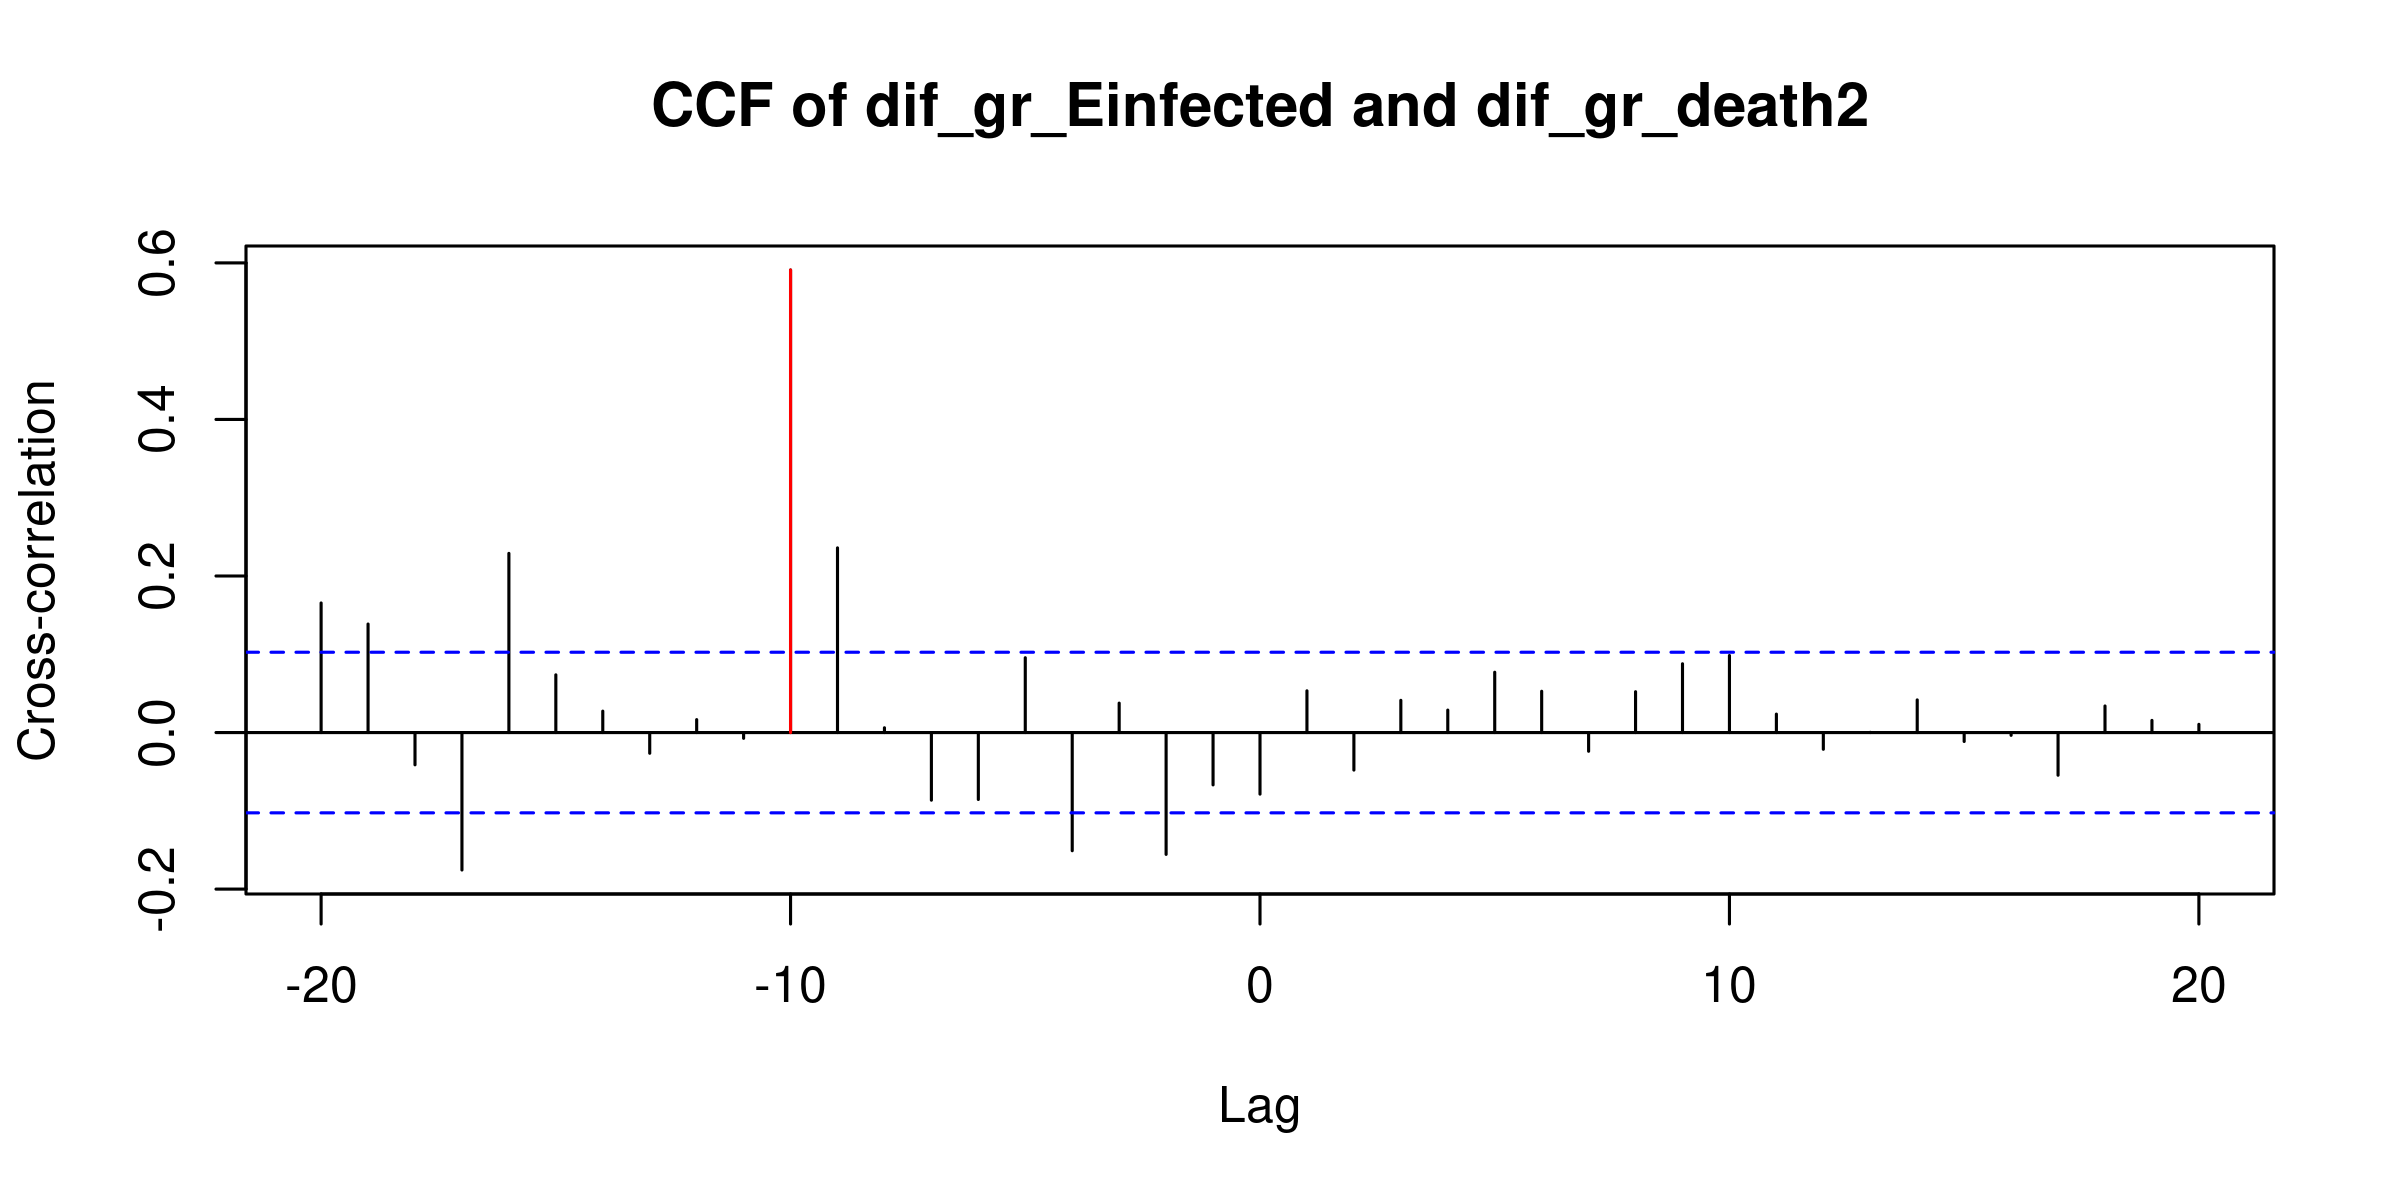 CCF of dif_gr_Einfected and dif_gr_death2
Cross-correlation
0.6
0.4
0.2
0.0
-0.2
-20 -10 0 10 20
Lag